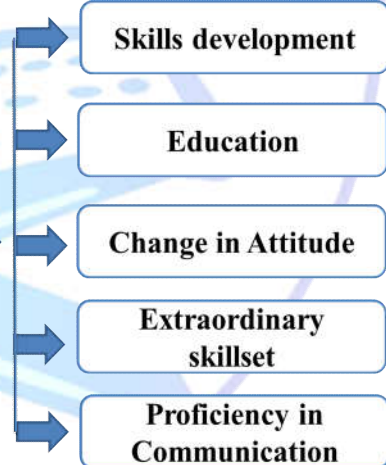 Skills development
Education
Change in Attitude
Extraordinary
skillset
Proficiency in
Communication